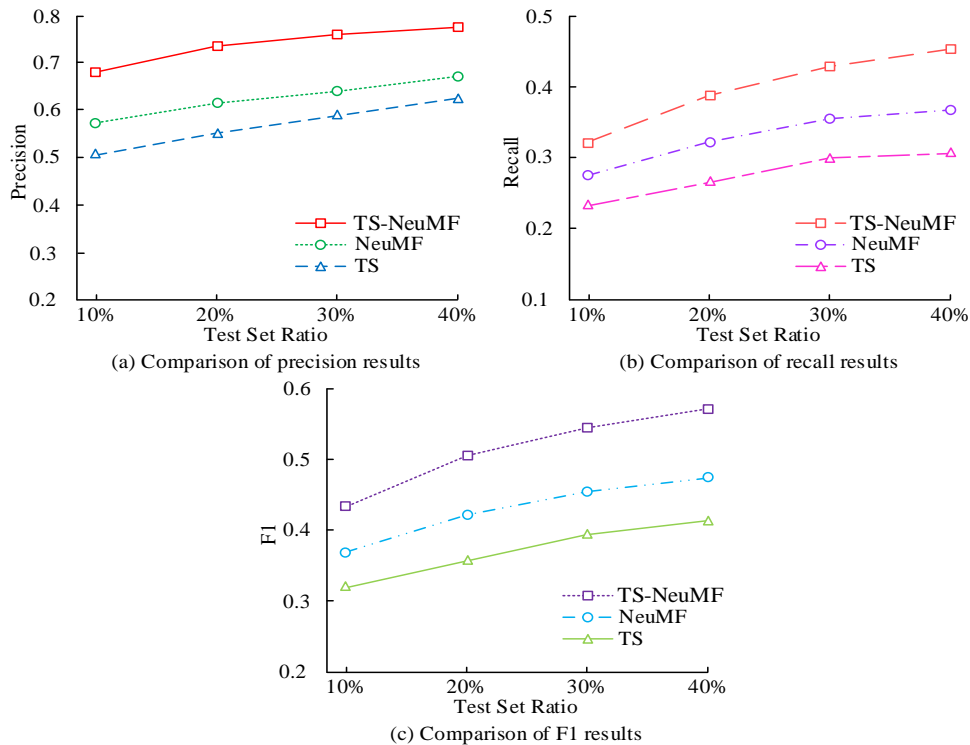 0.8
0.7
0.6
0.5
0.4
0.3
0.2
Precision
TS-NeuMF
NeuMF
TS
10% 20% 30% 40%
Test Set Ratio
(a) Comparison of precision results
0.5
0.4
0.3
0.2
0.1
Recall
TS-NeuMF
NeuMF
TS
10% 20% 30% 40%
Test Set Ratio
(b) Comparison of recall results
0.6
0.5
0.4
0.3
0.2
F1
TS-NeuMF
NeuMF
TS
10% 20% 30% 40%
Test Set Ratio
(c) Comparison of F1 results